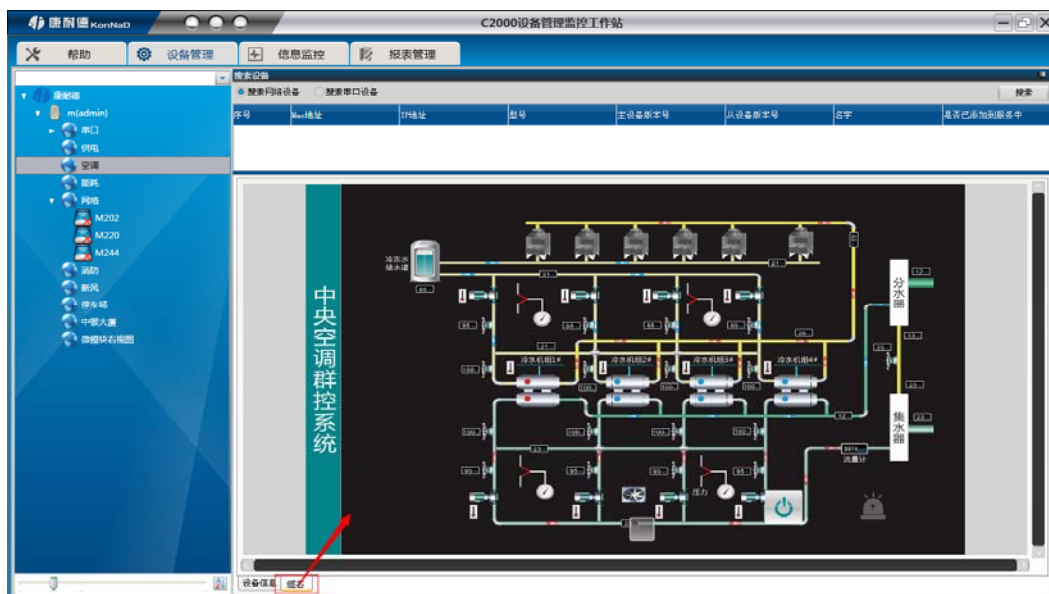 康耐德 KonNaD
C2000设备管理监控工作站
帮助
设备管理
信息监控
报表管理
康耐德
m(admin)
串口
供电
空调
能耗
网络
M202
M220
M244
消防
新风
停车场
中银大厦
微模块右视图
搜索设备
搜索网络设备
搜索串口设备
搜索
序号 Mac地址 IP地址 型号 主设备版本号 从设备版本号 名字 是否已添加到服务中
中央空调群控系统
冷冻水
储水罐
分水器
冷水机组1# 冷水机组2# 冷水机组3# 冷水机组4#
集水器
流量计
压力
设备信息
组态